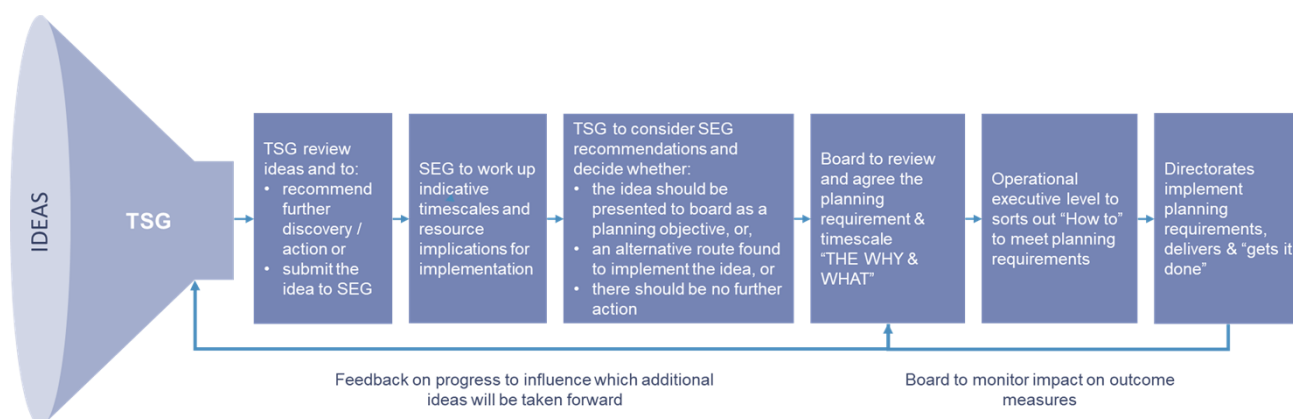 IDEAS
TSG
TSG review
ideas and to:
• recommend
further
discovery /
action or
• submit the
idea to SEG
SEG to work up
indicative
timescales and
resource
implications for
implementation
TSG to consider SEG
recommendations and
decide whether:
• the idea should be
presented to board as a
planning objective, or,
• an alternative route found
to implement the idea, or
• there should be no further
action
Board to review
and agree the
planning
requirement &
timescale
“THE WHY &
WHAT”
Operational
executive level to
sorts out “How to”
to meet planning
requirements
Directorates
implement
planning
requirements,
delivers & “gets it
done”
Feedback on progress to influence which additional
ideas will be taken forward
Board to monitor impact on outcome
measures